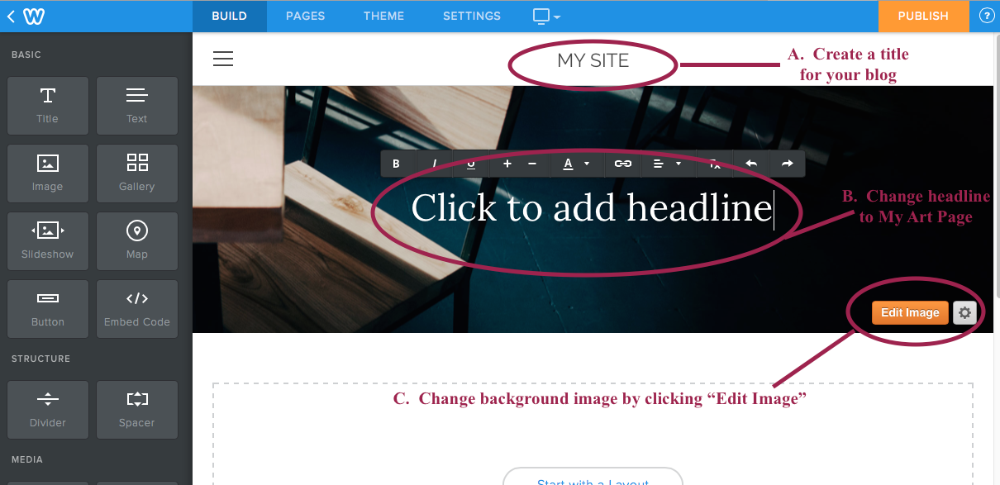 BUILD PAGES THEME SETTINGS PUBLISH ?
BASIC
Title Text
Image Gallery
Slideshow Map
Button Embed Code
STRUCTURE
Divider Spacer
MEDIA
MY SITE
A. Create a title
for your blog
B I U + − A Tx
Click to add headline
B. Change headline
to My Art Page
Edit Image
C. Change background image by clicking “Edit Image”
Start with a Layout